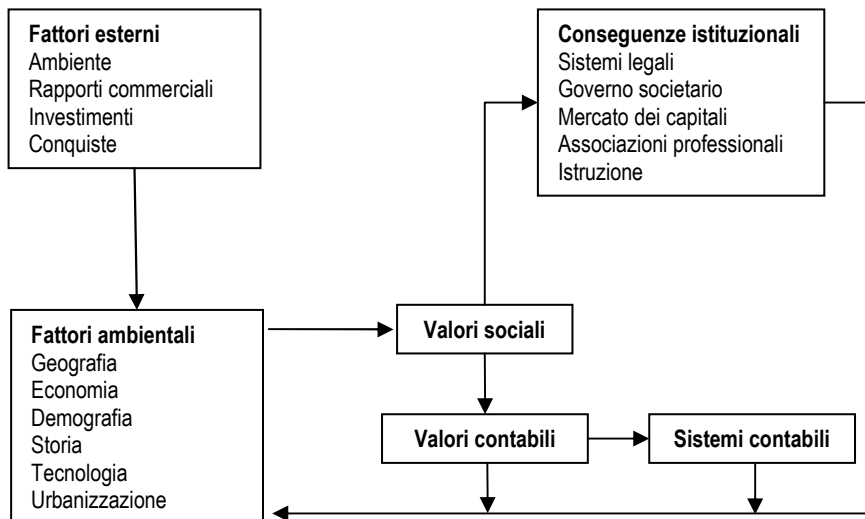 Fattori esterni
Ambiente
Rapporti commerciali
Investimenti
Conquiste
Conseguenze istituzionali
Sistemi legali
Governo societario
Mercato dei capitali
Associazioni professionali
Istruzione
Fattori ambientali
Geografia
Economia
Demografia
Storia
Tecnologia
Urbanizzazione
Valori sociali
Valori contabili
Sistemi contabili